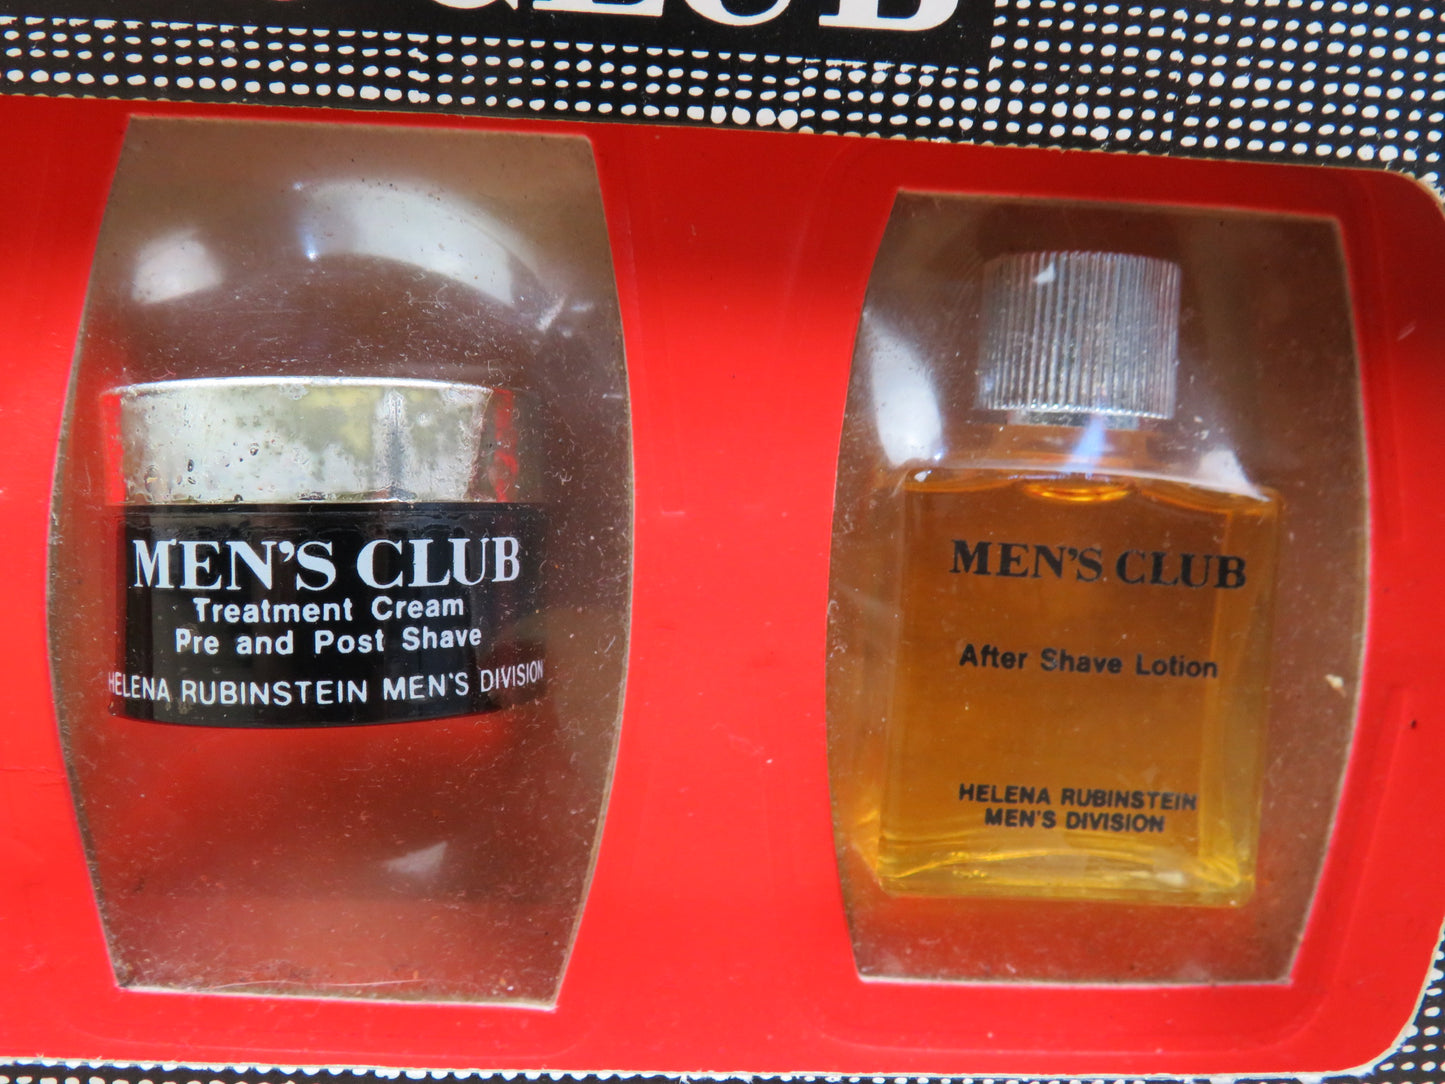 CLUB
MEN'S CLUB
Treatment Cream
Pre and Post Shave
HELENA RUBINSTEIN MEN'S DIVISION
MEN'S CLUB
After Shave Lotion
HELENA RUBINSTEIN
MEN'S DIVISION